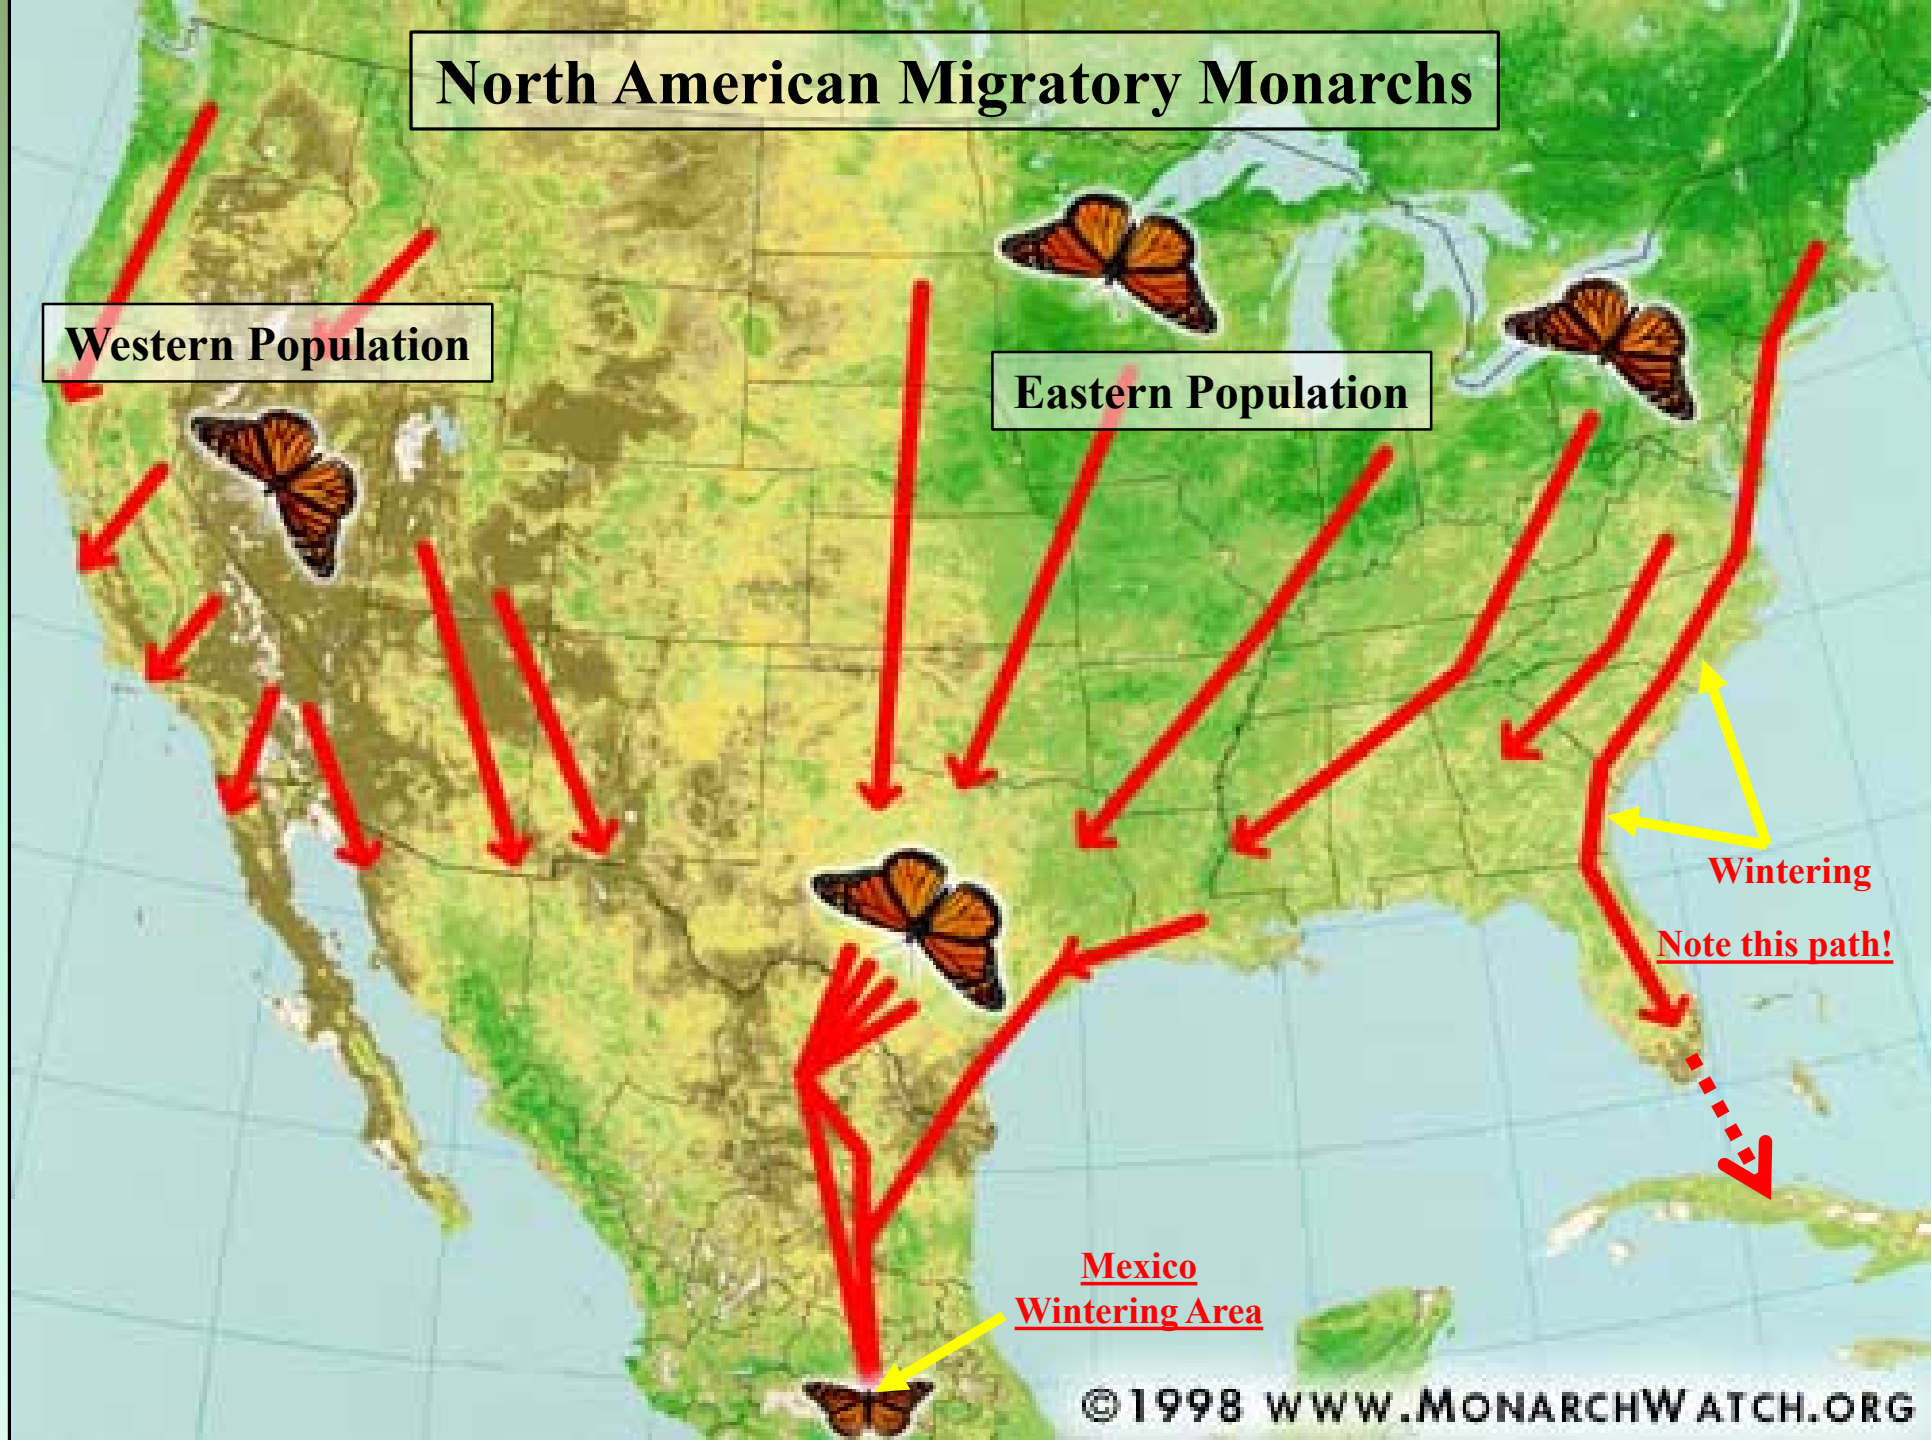 North American Migratory Monarchs
Western Population
Eastern Population
Wintering
Note this path!
Mexico
Wintering Area
©1998 WWW.MONARCHWATCH.ORG